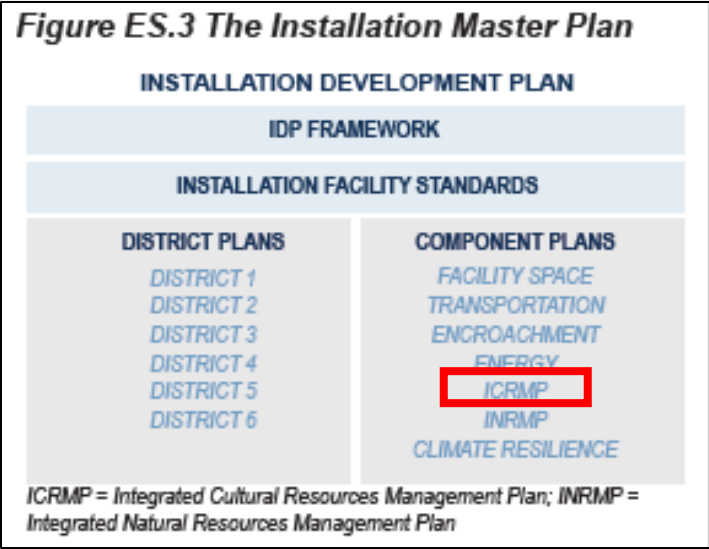 Figure ES.3 The Installation Master Plan
INSTALLATION DEVELOPMENT PLAN
IDP FRAMEWORK
INSTALLATION FACILITY STANDARDS
DISTRICT PLANS
DISTRICT 1
DISTRICT 2
DISTRICT 3
DISTRICT 4
DISTRICT 5
DISTRICT 6
COMPONENT PLANS
FACILITY SPACE
TRANSPORTATION
ENCROACHMENT
ENERGY
ICRMP
INRMP
CLIMATE RESILIENCE
ICRMP = Integrated Cultural Resources Management Plan; INRMP =
Integrated Natural Resources Management Plan